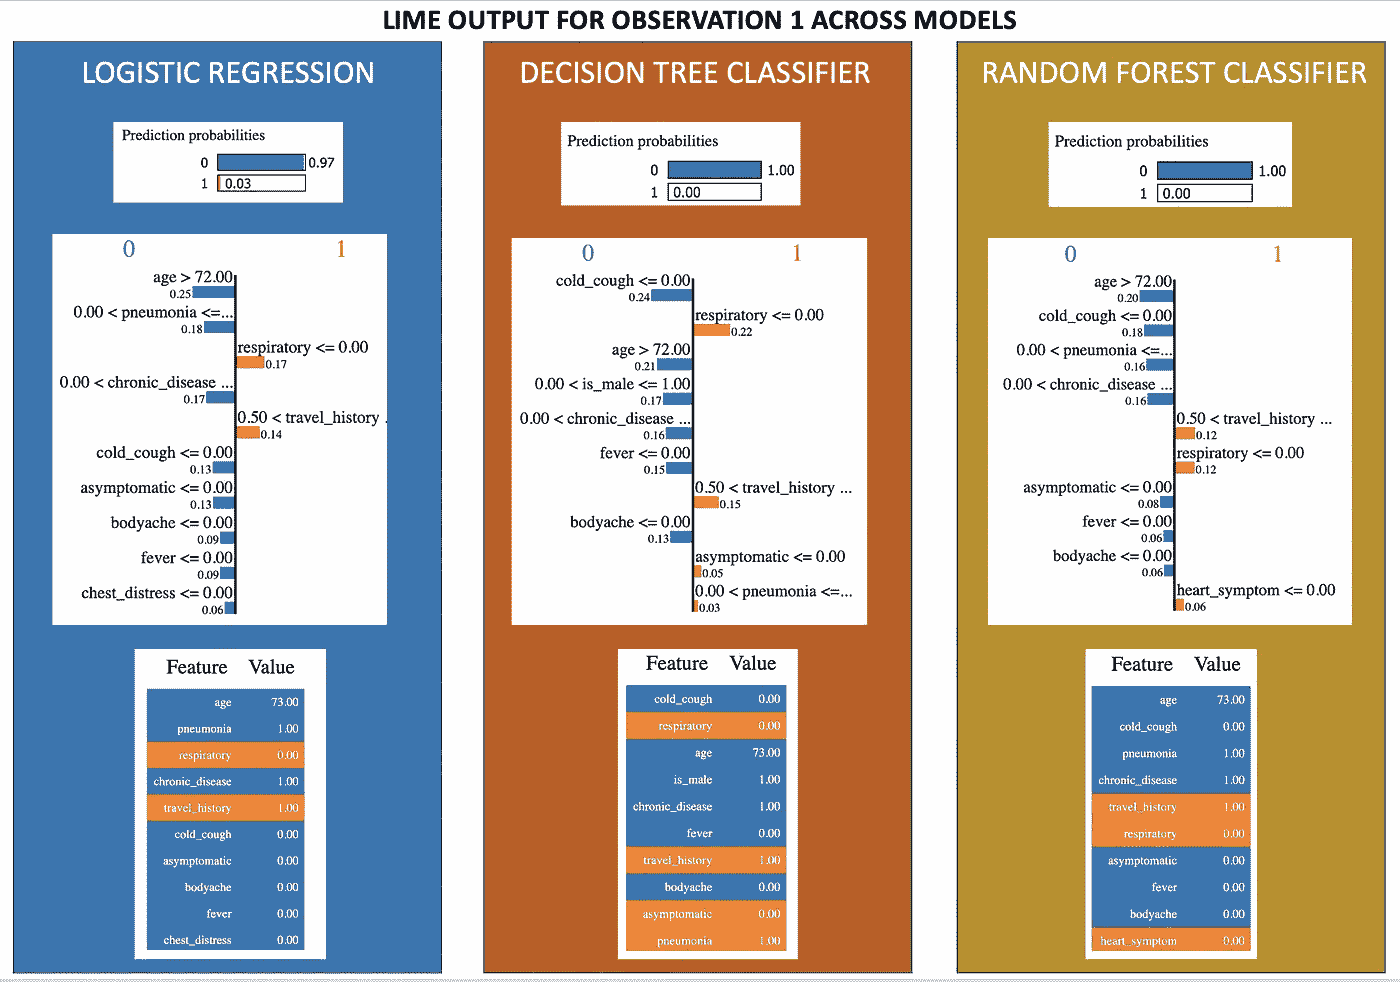 LIME OUTPUT FOR OBSERVATION 1 ACROSS MODELS
LOGISTIC REGRESSION
Prediction probabilities
0 0.97
1 0.03
0 1
age > 72.00
0.25
0.00 < pneumonia <=...
0.18
respiratory <= 0.00
0.17
0.00 < chronic_disease ...
0.17
0.50 < travel_history .
0.14
cold_cough <= 0.00
0.13
asymptomatic <= 0.00
0.13
bodyache <= 0.00
0.09
fever <= 0.00
0.09
chest_distress <= 0.00
0.06
Feature Value
age 73.00
pneumonia 1.00
respiratory 0.00
chronic_disease 1.00
travel_history 1.00
cold_cough 0.00
asymptomatic 0.00
bodyache 0.00
fever 0.00
chest_distress 0.00
DECISION TREE CLASSIFIER
Prediction probabilities
0 1.00
1 0.00
0 1
cold_cough <= 0.00
0.24
respiratory <= 0.00
0.22
age > 72.00
0.21
0.00 < is_male <= 1.00
0.17
0.00 < chronic_disease ...
0.16
fever <= 0.00
0.15
0.50 < travel_history ...
0.15
bodyache <= 0.00
0.13
asymptomatic <= 0.00
0.05
0.00 < pneumonia <=...
0.03
Feature Value
cold_cough 0.00
respiratory 0.00
age 73.00
is_male 1.00
chronic_disease 1.00
fever 0.00
travel_history 1.00
bodyache 0.00
asymptomatic 0.00
pneumonia 1.00
RANDOM FOREST CLASSIFIER
Prediction probabilities
0 1.00
1 0.00
0 1
age > 72.00
0.20
cold_cough <= 0.00
0.18
0.00 < pneumonia <=...
0.16
0.00 < chronic_disease ...
0.16
0.50 < travel_history ...
0.12
respiratory <= 0.00
0.12
asymptomatic <= 0.00
0.08
fever <= 0.00
0.06
bodyache <= 0.00
0.06
heart_symptom <= 0.00
0.06
Feature Value
age 73.00
cold_cough 0.00
pneumonia 1.00
chronic_disease 1.00
travel_history 1.00
respiratory 0.00
asymptomatic 0.00
fever 0.00
bodyache 0.00
heart_symptom 0.00